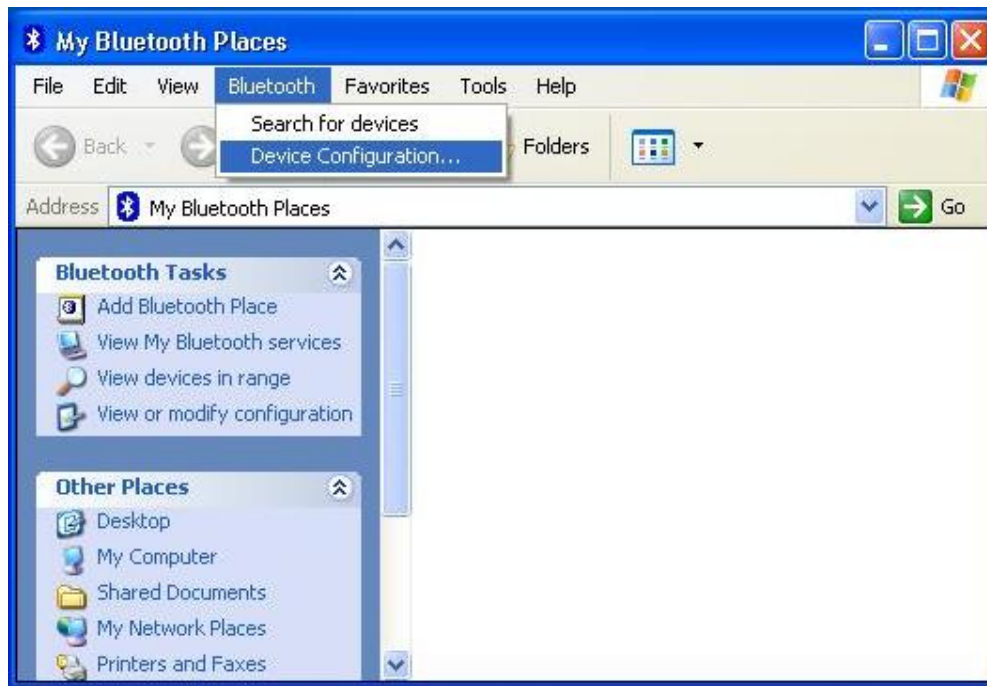 My Bluetooth Places
File Edit View Bluetooth Favorites Tools Help
Search for devices
Device Configuration...
Back Folders
Address My Bluetooth Places Go
Bluetooth Tasks
Add Bluetooth Place
View My Bluetooth services
View devices in range
View or modify configuration
Other Places
Desktop
My Computer
Shared Documents
My Network Places
Printers and Faxes